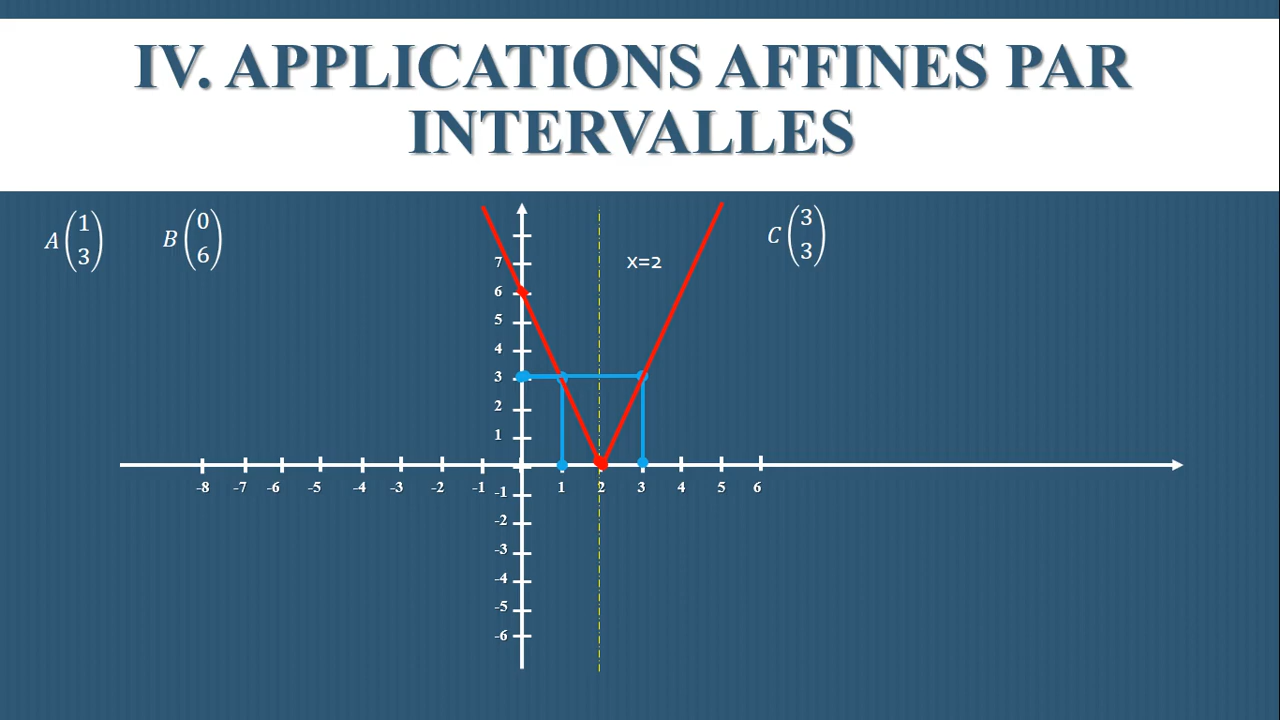 IV. APPLICATIONS AFFINES PAR
INTERVALLES
A(1 3) B(0 6)
x=2
C(3 3)
7
6
5
4
3
2
1
-8 -7 -6 -5 -4 -3 -2 -1 1 2 3 4 5 6
-1
-2
-3
-4
-5
-6